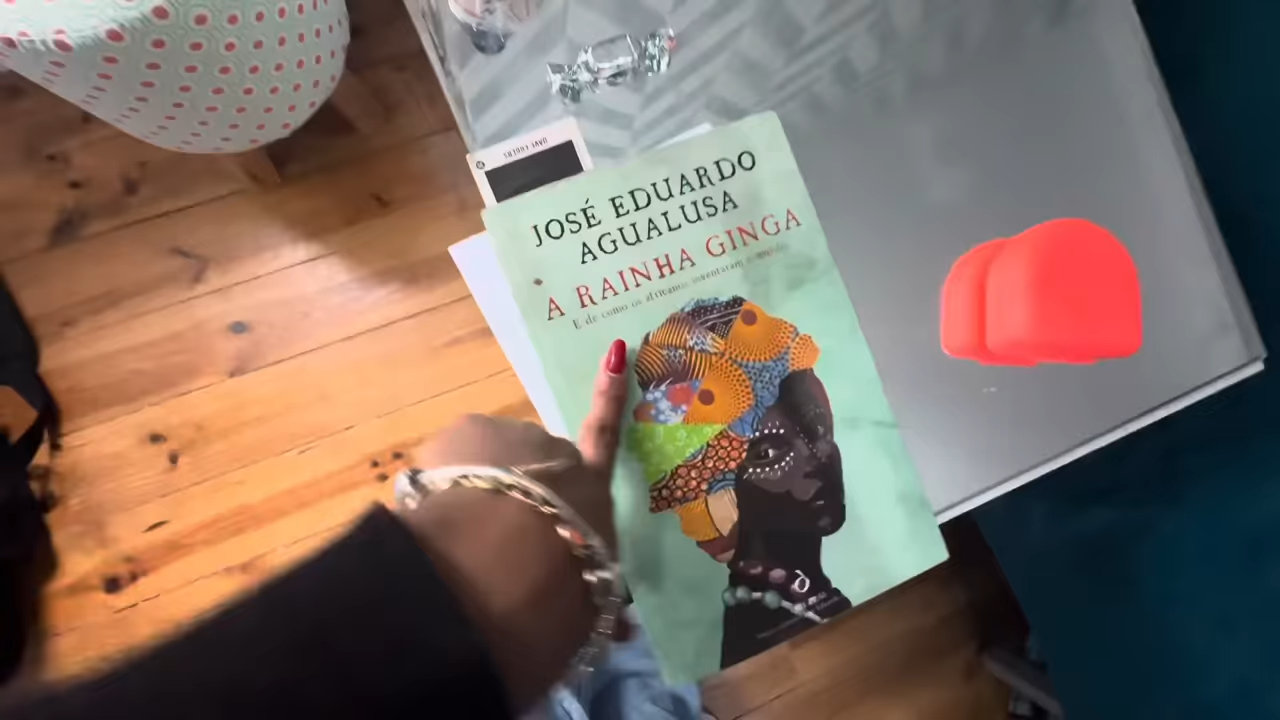 JOSÉ EDUARDO
AGUALUSA
A RAINHA GINGA
E de como os africanos inventaram o mundo